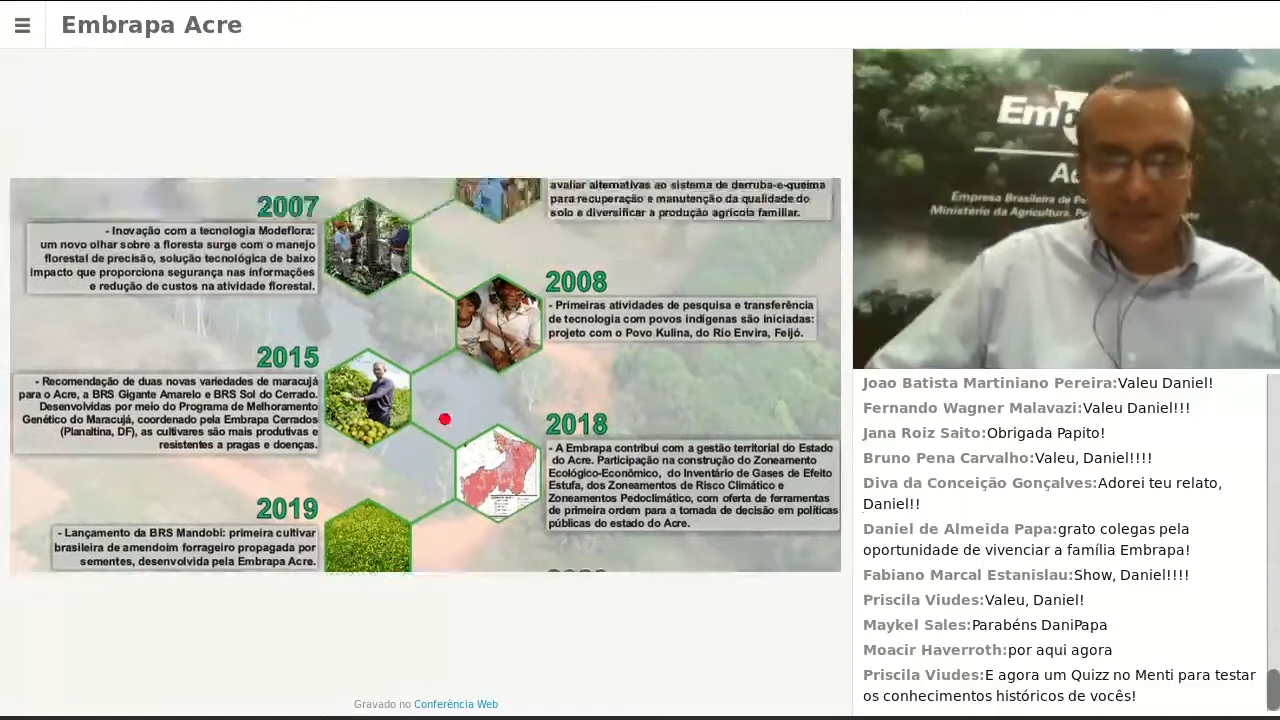 Embrapa Acre
avaliar alternativas ao sistema de derruba-e-queima
para recuperação e manutenção da qualidade do
solo e diversificar a produção agrícola familiar.
2007
- Inovação com a tecnologia Modeflora:
um novo olhar sobre a floresta surge com o manejo
florestal de precisão, solução tecnológica de baixo
impacto que proporciona segurança nas informações
e redução de custos na atividade florestal.
2008
- Primeiras atividades de pesquisa e transferência
de tecnologia com povos indígenas são iniciadas:
projeto com o Povo Kulina, do Rio Envira, Feijó.
2015
- Recomendação de duas novas variedades de maracujá
para o Acre, a BRS Gigante Amarelo e BRS Sol do Cerrado.
Desenvolvidas por meio do Programa de Melhoramento
Genético do Maracujá, coordenado pela Embrapa Cerrados
(Planaltina, DF), as cultivares são mais produtivas e
resistentes a pragas e doenças.
2018
- A Embrapa contribui com a gestão territorial do Estado
do Acre. Participação na construção do Zoneamento
Ecológico-Econômico, do Inventário de Gases de Efeito
Estufa, dos Zoneamentos de Risco Climático e
Zoneamentos Pedoclimático, com oferta de ferramentas
de primeira ordem para a tomada de decisão em políticas
públicas do estado do Acre.
2019
- Lançamento da BRS Mandobi: primeira cultivar
brasileira de amendoim forrageiro propagada por
sementes, desenvolvida pela Embrapa Acre.
Gravado no Conferência Web
Emb
Ac
Empresa Brasileira de Pe
Ministério da Agricultura, Pe
Joao Batista Martiniano Pereira:Valeu Daniel!
Fernando Wagner Malavazi:Valeu Daniel!!!
Jana Roiz Saito:Obrigada Papito!
Bruno Pena Carvalho:Valeu, Daniel!!!!
Diva da Conceição Gonçalves:Adorei teu relato,
Daniel!!
Daniel de Almeida Papa:grato colegas pela
oportunidade de vivenciar a família Embrapa!
Fabiano Marcal Estanislau:Show, Daniel!!!!
Priscila Viudes:Valeu, Daniel!
Maykel Sales:Parabéns DaniPapa
Moacir Haverroth:por aqui agora
Priscila Viudes:E agora um Quizz no Menti para testar
os conhecimentos históricos de vocês!